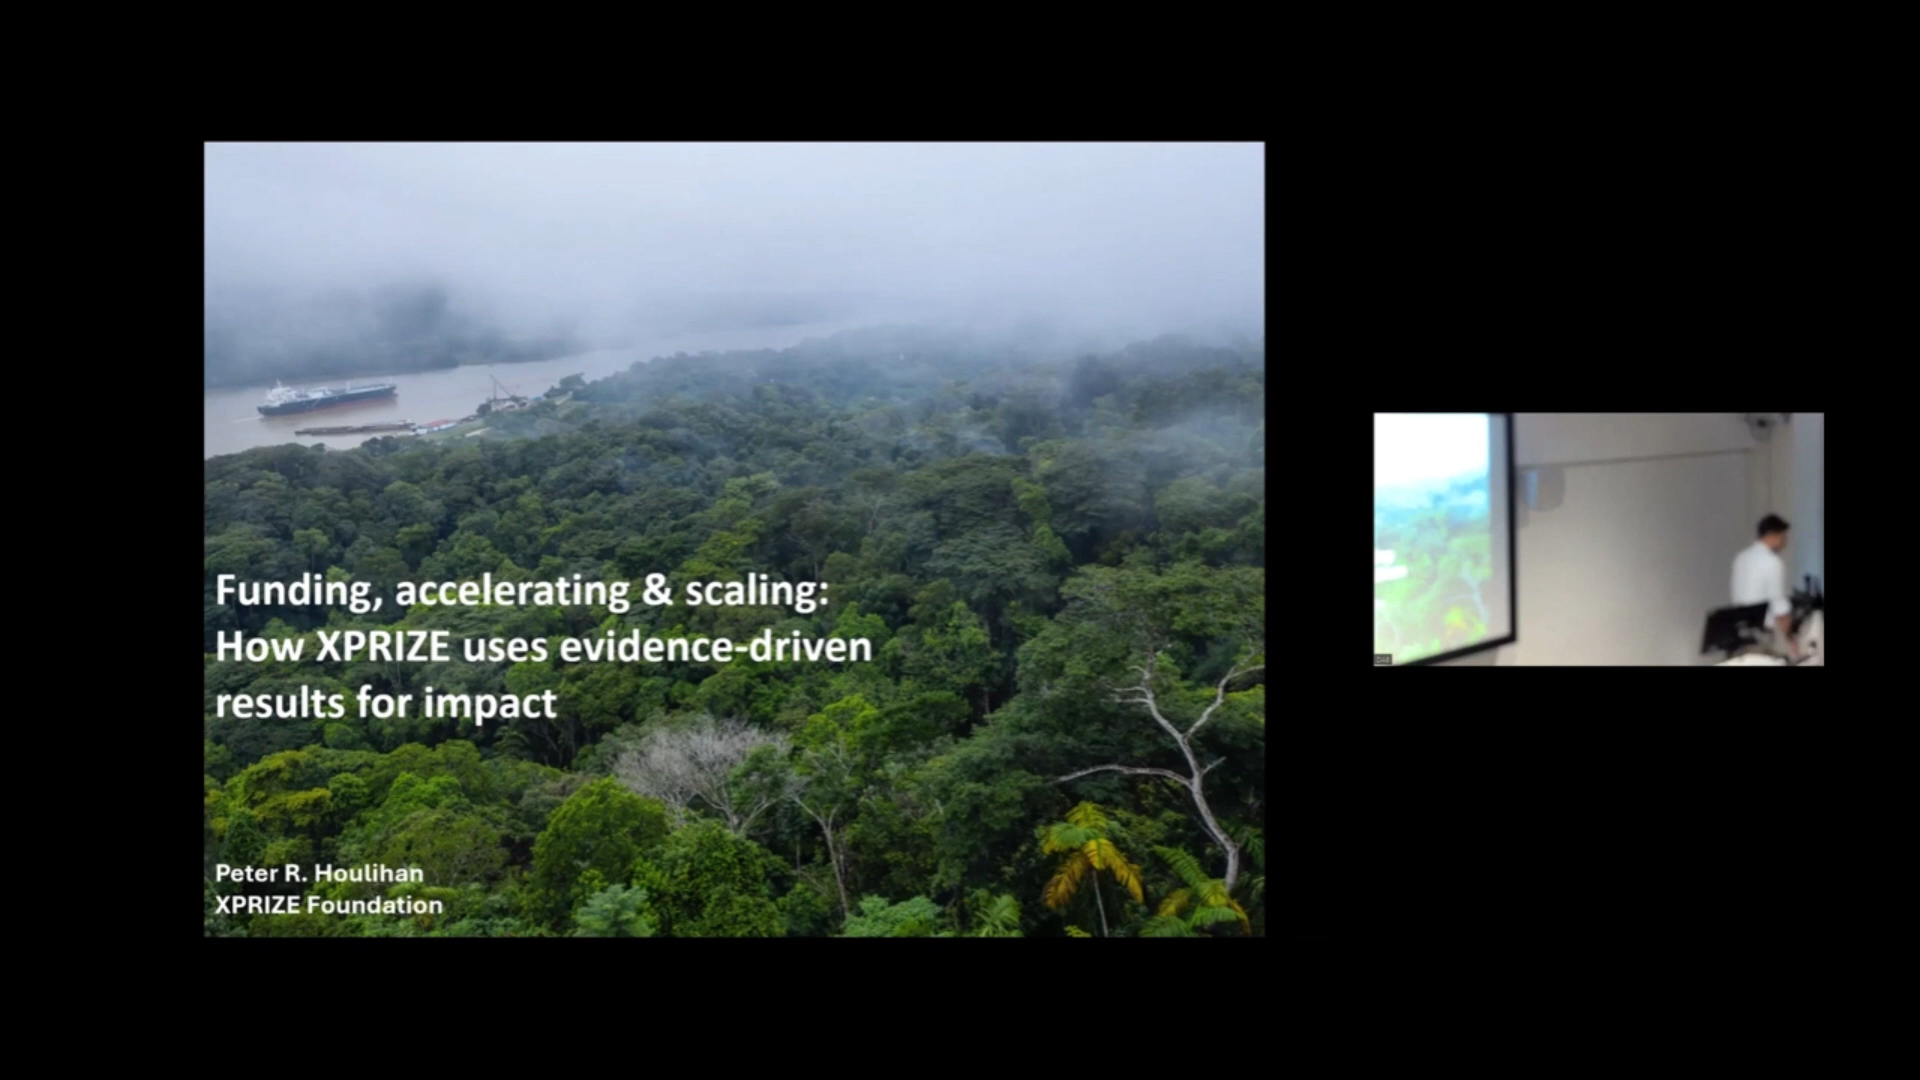 Funding, accelerating & scaling:
How XPRIZE uses evidence-driven
results for impact
Peter R. Houlihan
XPRIZE Foundation